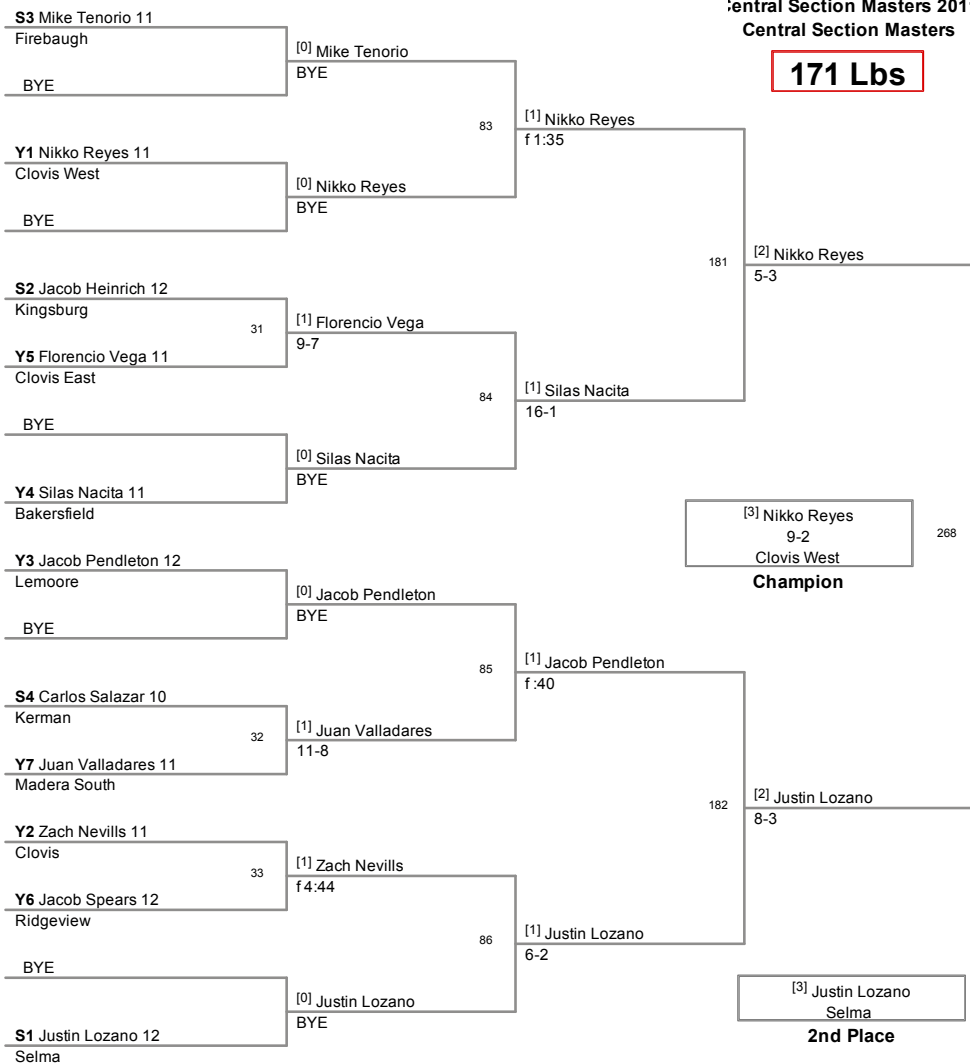 Central Section Masters 201
Central Section Masters
171 Lbs
S3 Mike Tenorio 11
Firebaugh
BYE
Y1 Nikko Reyes 11
Clovis West
BYE
S2 Jacob Heinrich 12
Kingsburg
31
Y5 Florencio Vega 11
Clovis East
BYE
Y4 Silas Nacita 11
Bakersfield
Y3 Jacob Pendleton 12
Lemoore
BYE
S4 Carlos Salazar 10
Kerman
32
Y7 Juan Valladares 11
Madera South
Y2 Zach Nevills 11
Clovis
33
Y6 Jacob Spears 12
Ridgeview
BYE
S1 Justin Lozano 12
Selma
[0] Mike Tenorio
BYE
83
[0] Nikko Reyes
BYE
[1] Florencio Vega
9-7
84
[0] Silas Nacita
BYE
[0] Jacob Pendleton
BYE
85
[1] Juan Valladares
11-8
[1] Zach Nevills
f 4:44
86
[0] Justin Lozano
BYE
[1] Nikko Reyes
f 1:35
181
[1] Silas Nacita
16-1
[1] Jacob Pendleton
f :40
182
[1] Justin Lozano
6-2
[2] Nikko Reyes
5-3
[2] Justin Lozano
8-3
[3] Nikko Reyes
9-2
Clovis West
268
Champion
[3] Justin Lozano
Selma
2nd Place